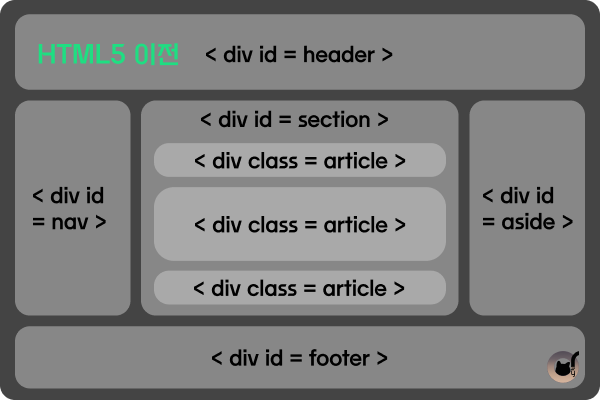 HTML5 이전 < div id = header >
< div id
= nav >
< div id = section >
< div class = article >
< div class = article >
< div class = article >
< div id
= aside >
< div id = footer >